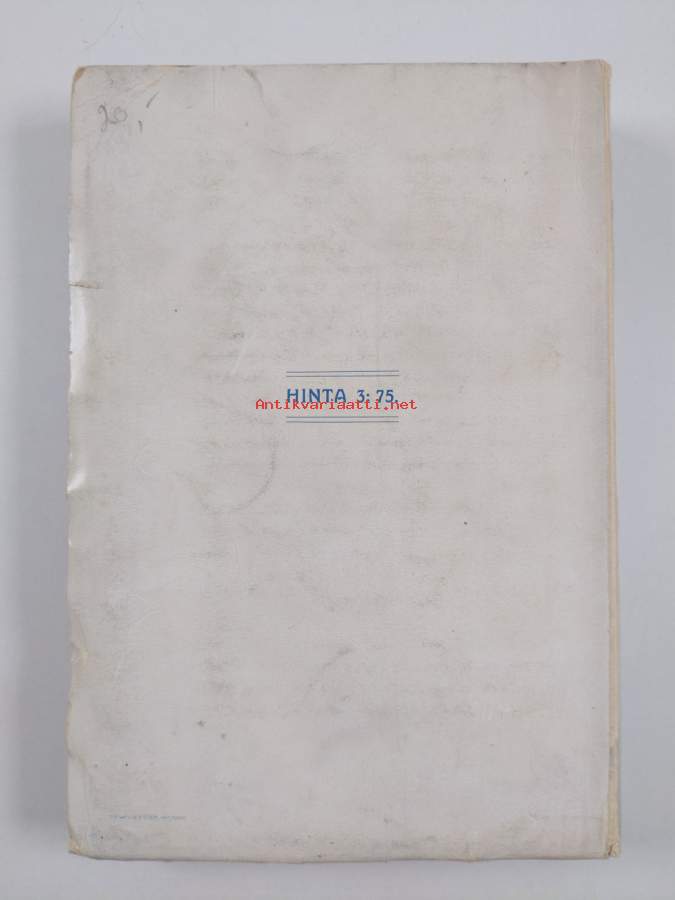 20,
HINTA 3: 75.
Antikvariaatti.net